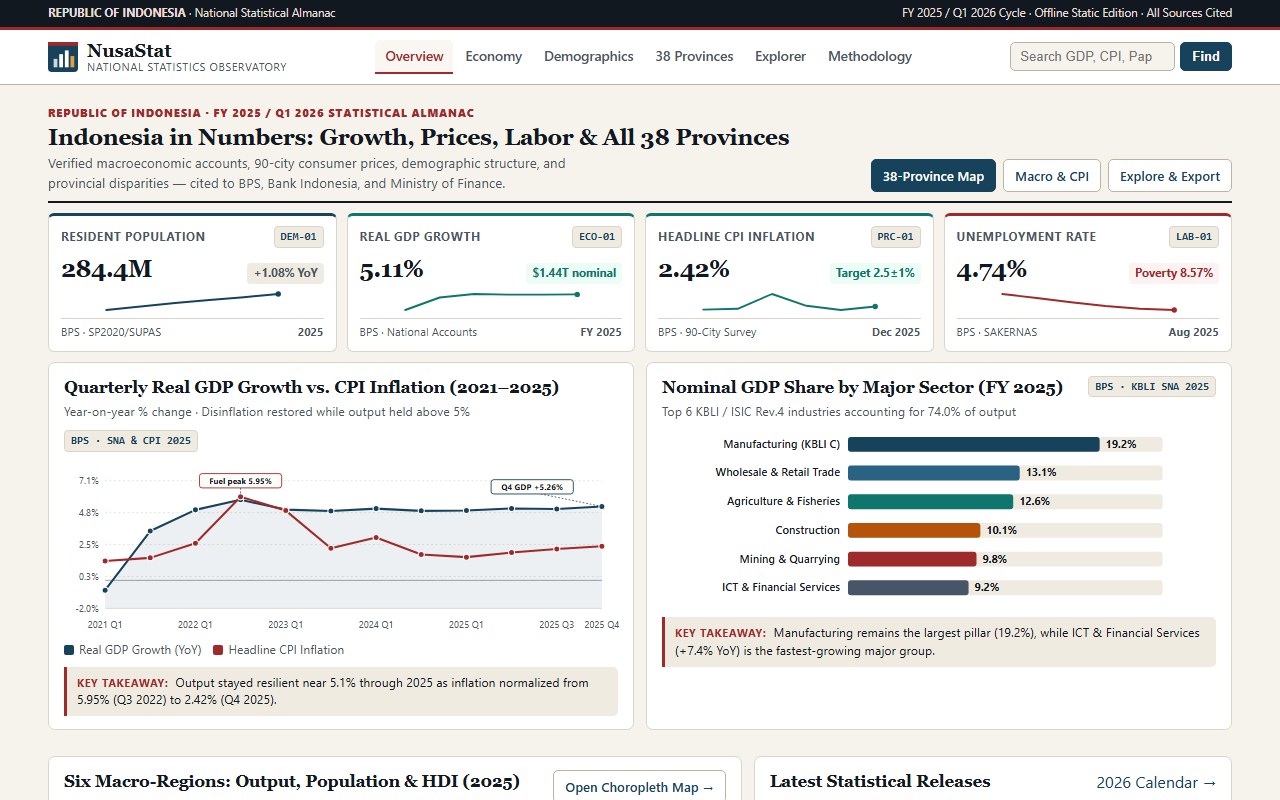 REPUBLIC OF INDONESIA · National Statistical Almanac
FY 2025 / Q1 2026 Cycle · Offline Static Edition · All Sources Cited
NusaStat
NATIONAL STATISTICS OBSERVATORY
Overview
Economy
Demographics
38 Provinces
Explorer
Methodology
Search GDP, CPI, Pap
Find
REPUBLIC OF INDONESIA · FY 2025 / Q1 2026 STATISTICAL ALMANAC
Indonesia in Numbers: Growth, Prices, Labor & All 38 Provinces
Verified macroeconomic accounts, 90-city consumer prices, demographic structure, and
provincial disparities — cited to BPS, Bank Indonesia, and Ministry of Finance.
38-Province Map
Macro & CPI
Explore & Export
RESIDENT POPULATION
DEM-01
284.4M
+1.08% YoY
BPS · SP2020/SUPAS
2025
REAL GDP GROWTH
ECO-01
5.11%
$1.44T nominal
BPS · National Accounts
FY 2025
HEADLINE CPI INFLATION
PRC-01
2.42%
Target 2.5±1%
BPS · 90-City Survey
Dec 2025
UNEMPLOYMENT RATE
LAB-01
4.74%
Poverty 8.57%
BPS · SAKERNAS
Aug 2025
Quarterly Real GDP Growth vs. CPI Inflation (2021–2025)
Year-on-year % change · Disinflation restored while output held above 5%
BPS · SNA & CPI 2025
7.1%
4.8%
2.5%
0.3%
-2.0%
Fuel peak 5.95%
Q4 GDP +5.26%
2021 Q1
2022 Q1
2023 Q1
2024 Q1
2025 Q1
2025 Q3
2025 Q4
Real GDP Growth (YoY)
Headline CPI Inflation
KEY TAKEAWAY: Output stayed resilient near 5.1% through 2025 as inflation normalized from
5.95% (Q3 2022) to 2.42% (Q4 2025).
Nominal GDP Share by Major Sector (FY 2025)
BPS · KBLI SNA 2025
Top 6 KBLI / ISIC Rev.4 industries accounting for 74.0% of output
Manufacturing (KBLI C)
19.2%
Wholesale & Retail Trade
13.1%
Agriculture & Fisheries
12.6%
Construction
10.1%
Mining & Quarrying
9.8%
ICT & Financial Services
9.2%
KEY TAKEAWAY: Manufacturing remains the largest pillar (19.2%), while ICT & Financial Services
(+7.4% YoY) is the fastest-growing major group.
Six Macro-Regions: Output, Population & HDI (2025)
Open Choropleth Map →
Latest Statistical Releases
2026 Calendar →